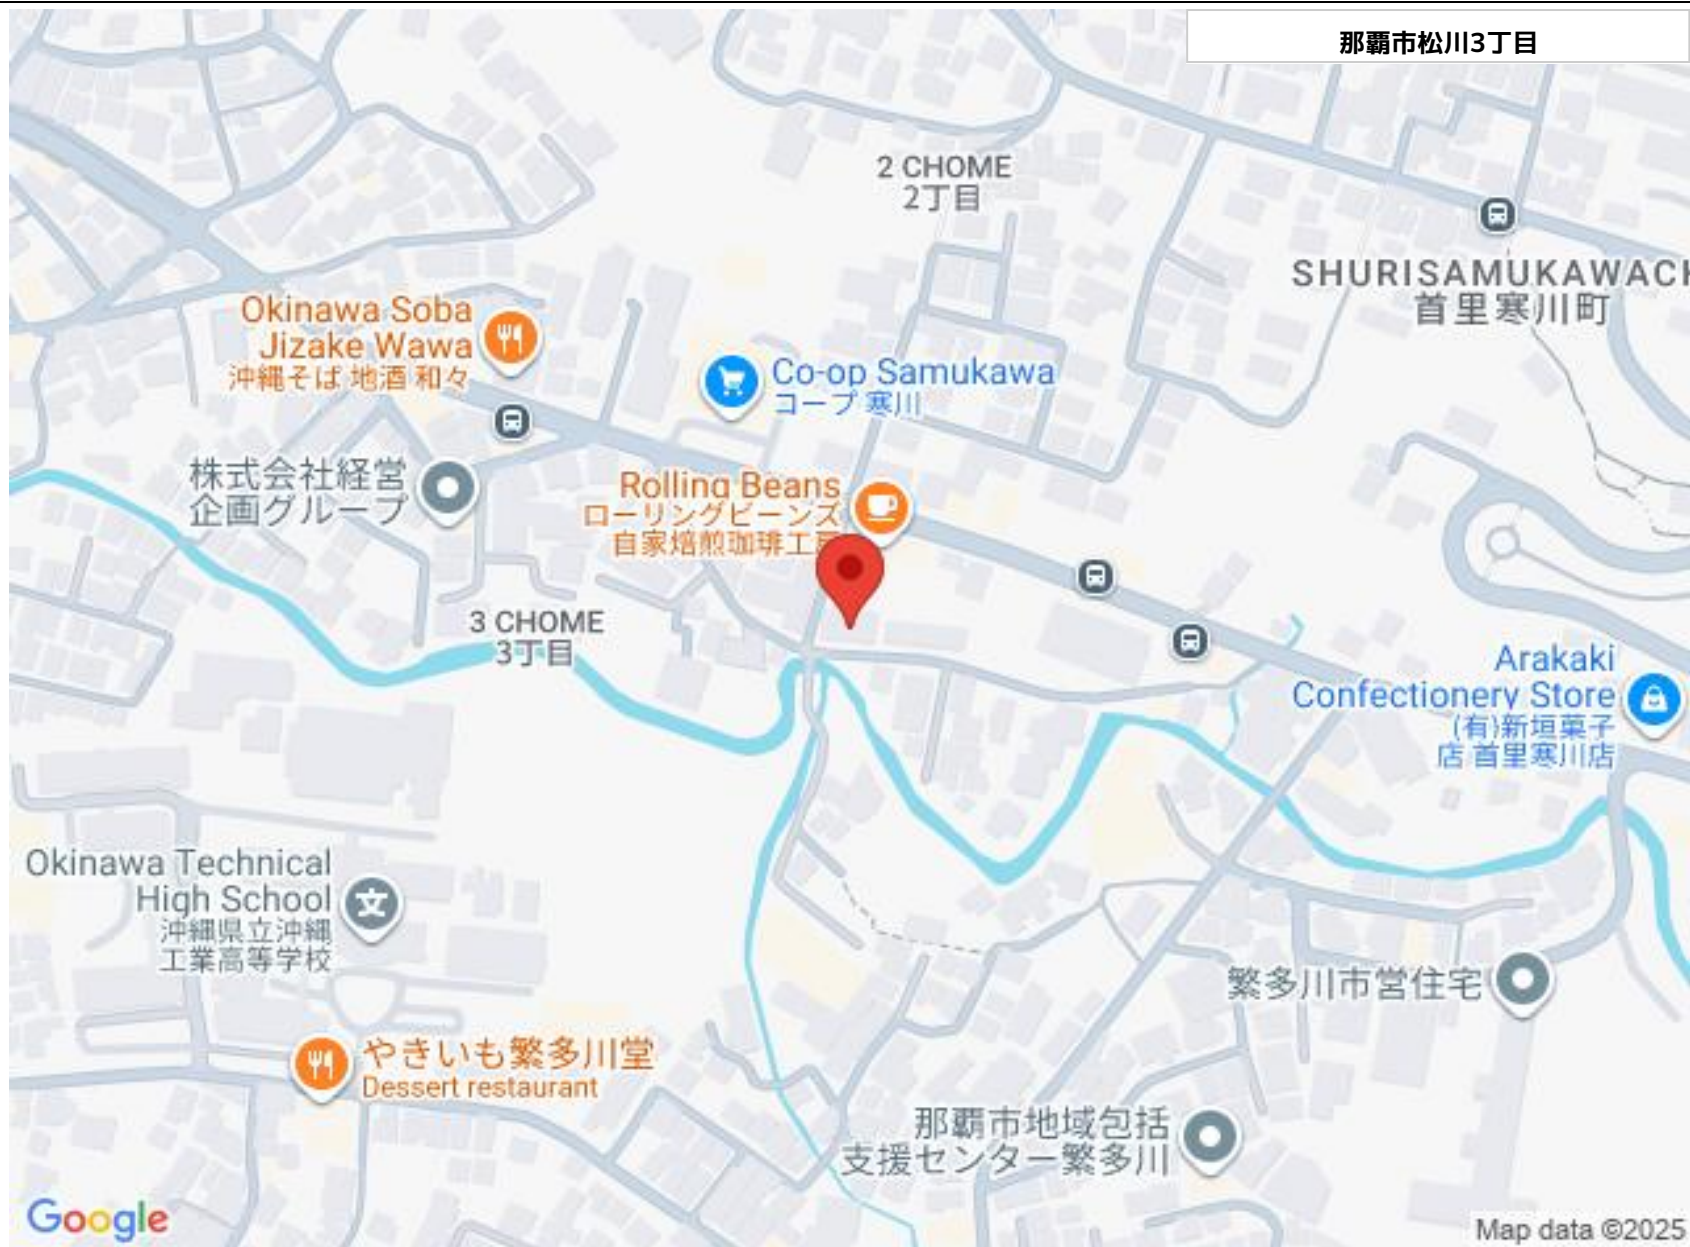 那覇市松川3丁目
2 CHOME
2丁目
SHURISAMUKAWACH
首里寒川町
Okinawa Soba
Jizake Wawa
沖縄そば 地酒 和々
Co-op Samukawa
コープ 寒川
株式会社経営
企画グループ
Rolling Beans
ローリングビーンズ
自家焙煎珈琲工房
3 CHOME
3丁目
Arakaki
Confectionery Store
(有)新垣菓子
店 首里寒川店
Okinawa Technical
High School
沖縄県立沖縄
工業高等学校
文
繁多川市営住宅
やきいも繁多川堂
Dessert restaurant
那覇市地域包括
支援センター繁多川
Google
Map data ©2025